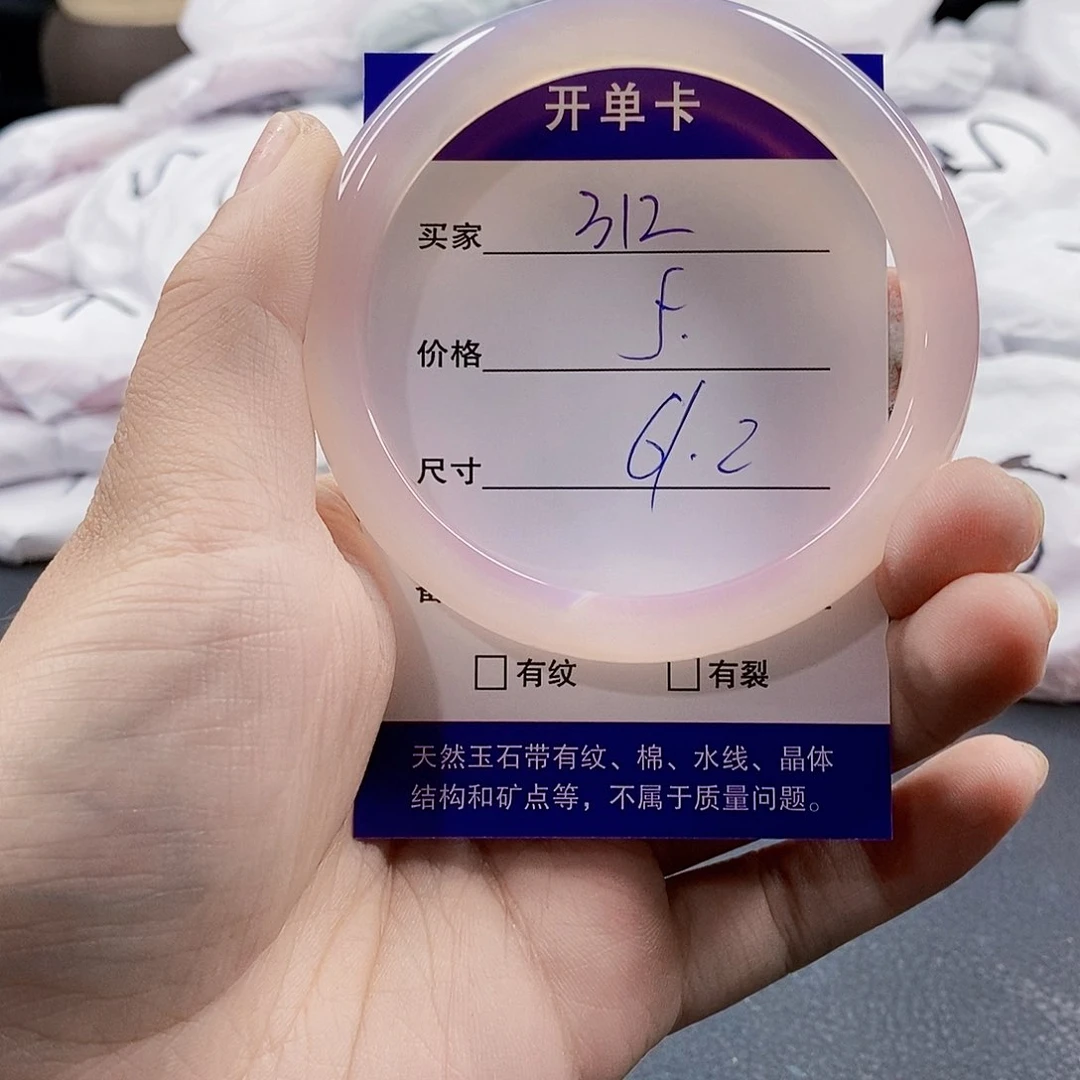 开单卡
买家 312
价格 f.
尺寸 61.2
□有纹 □有裂
天然玉石带有纹、棉、水线、晶体
结构和矿点等，不属于质量问题。